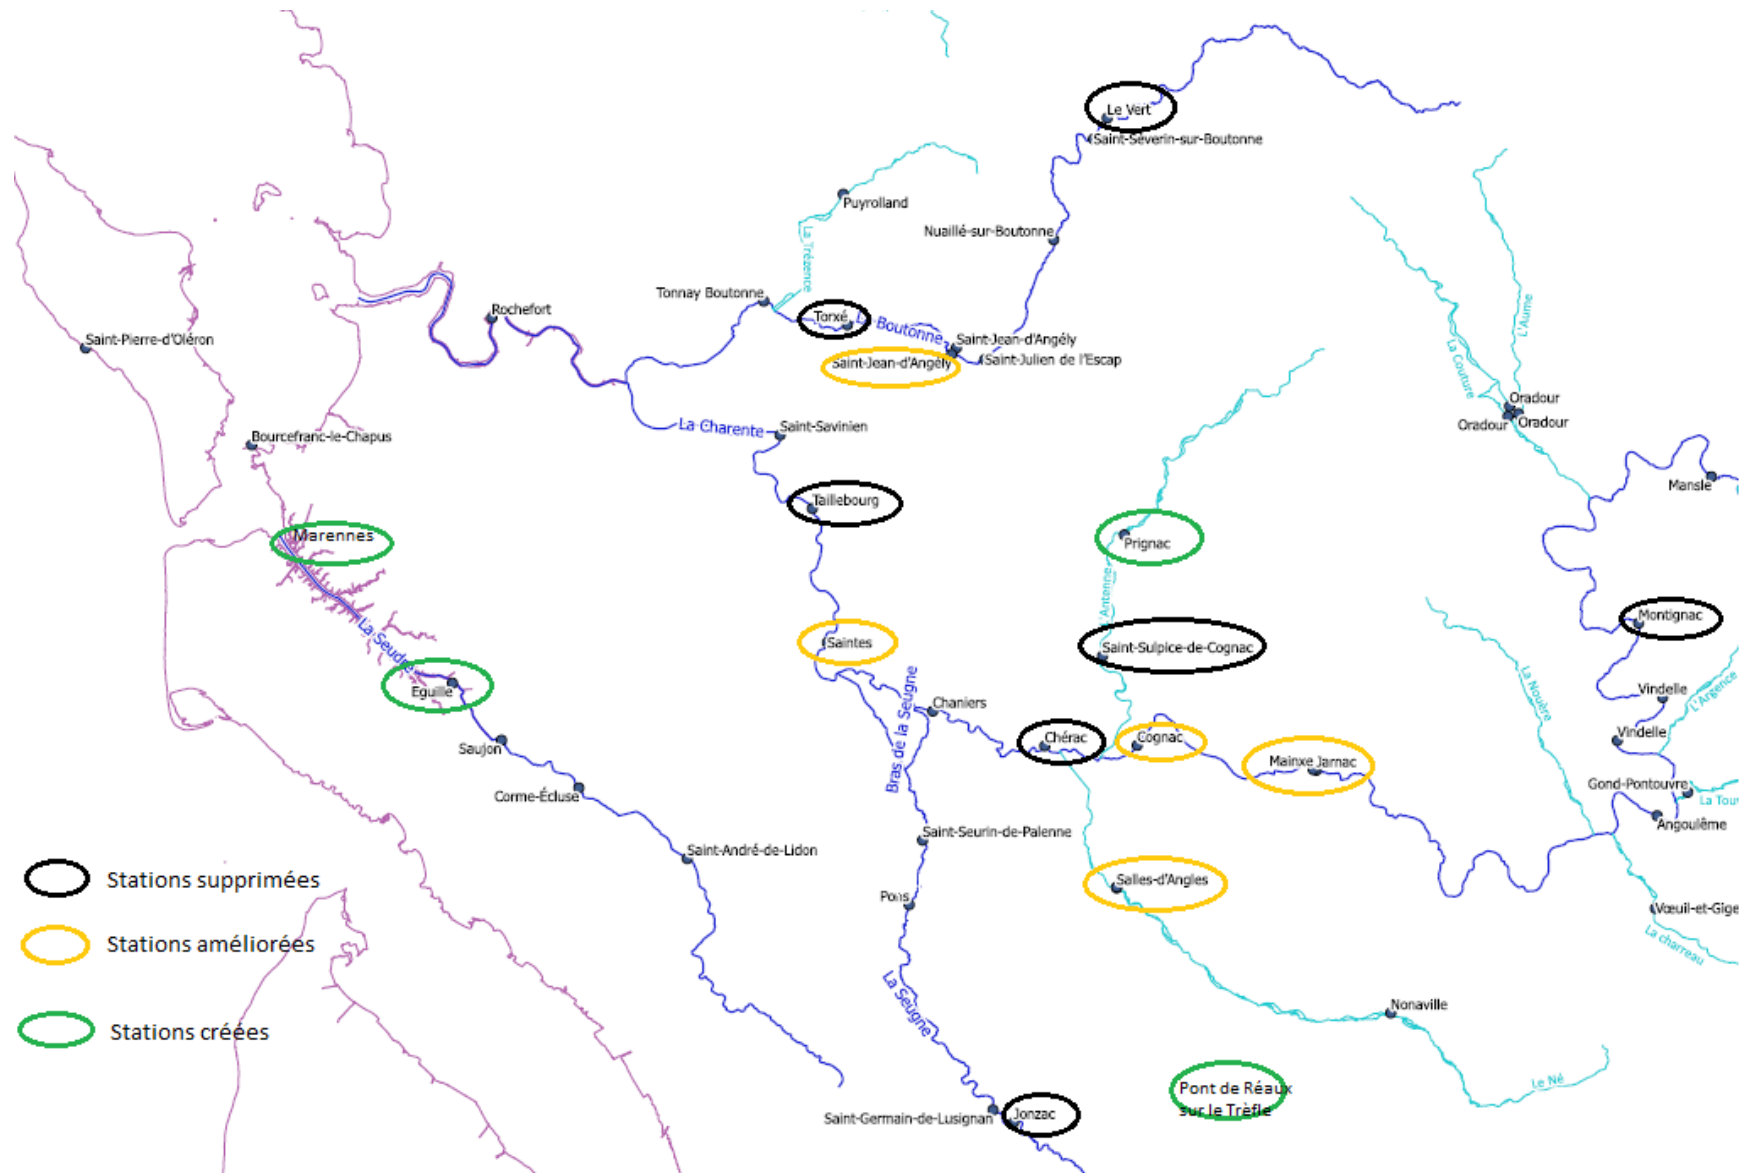 Le Vert
Saint-Séverin-sur-Boutonne
Puyrolland
La Trézence
Nuaillé-sur-Boutonne
Tonnay Boutonne
Rochefort
Torxé
La Boutonne
Saint-Jean-d'Angély
Saint-Jean-d'Angély
Saint-Julien de l'Escap
Saint-Pierre-d'Oléron
L'Aume
La Couture
Oradour
Oradour
Oradour
La Charente
Saint-Savinien
Bourcefranc-le-Chapus
Mansle
Taillebourg
Marennes
Prignac
L'Antenne
Montignac
La Seudre
Saintes
Saint-Sulpice-de-Cognac
Eguille
Bras de la Seugne
Chaniers
La Nouère
Vindelle
L'Argence
Vindelle
Saujon
Chérac
Cognac
Mainxe Jarnac
Corme-Écluse
Gond-Pontouvre
La Touv
Angoulême
Saint-Seurin-de-Palenne
Saint-André-de-Lidon
Stations supprimées
Salles-d'Angles
Pons
Vœuil-et-Gige
La charreau
Stations améliorées
La Seugne
Nonaville
Stations créées
Le Né
Pont de Réaux
sur le Trèfle
Saint-Germain-de-Lusignan
Jonzac